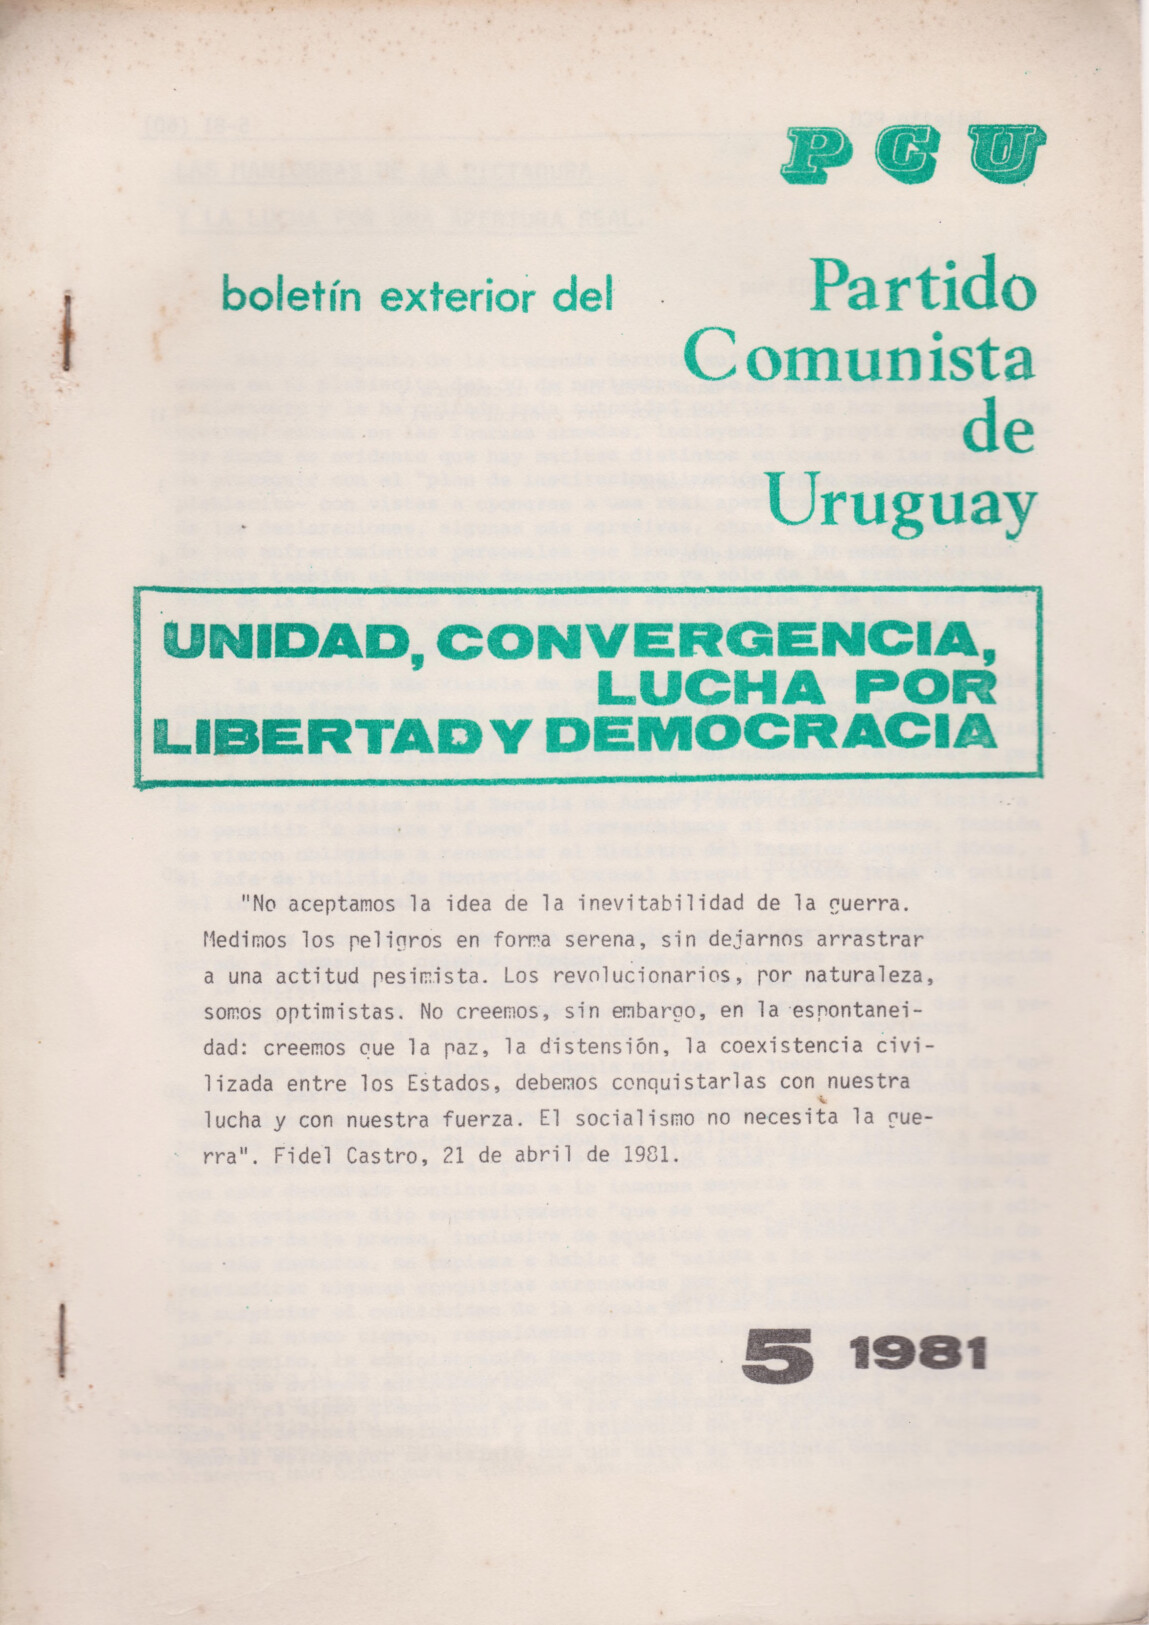 PCU
boletín exterior del
Partido
Comunista
de
Uruguay
UNIDAD, CONVERGENCIA,
LUCHA POR
LIBERTAD Y DEMOCRACIA
"No aceptamos la idea de la inevitabilidad de la guerra.
Medimos los peligros en forma serena, sin dejarnos arrastrar
a una actitud pesimista. Los revolucionarios, por naturaleza,
somos optimistas. No creemos, sin embargo, en la espontanei-
dad: creemos que la paz, la distensión, la coexistencia civi-
lizada entre los Estados, debemos conquistarlas con nuestra
lucha y con nuestra fuerza. El socialismo no necesita la gue-
rra". Fidel Castro, 21 de abril de 1981.
5 1981